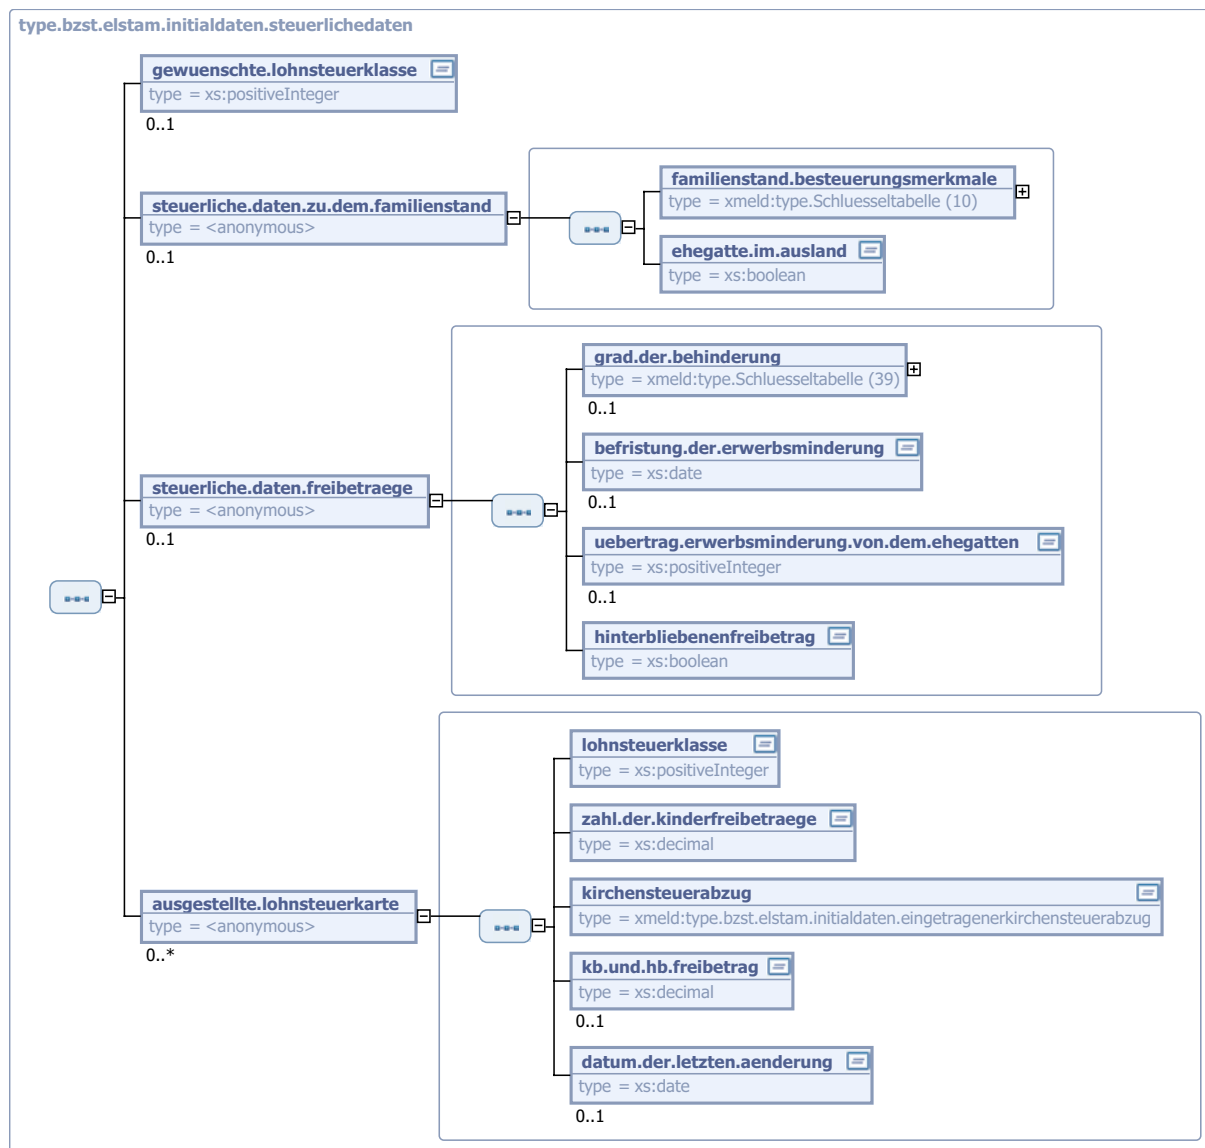 type.bzst.elstam.initialdaten.steuerlichedaten
gewuenschte.lohnsteuerklasse
type = xs:positiveInteger
0..1
steuerliche.daten.zu.dem.familienstand
type = <anonymous>
0..1
familienstand.besteuerungsmerkmale
type = xmeld:type.Schluesseltabelle (10)
ehegatte.im.ausland
type = xs:boolean
steuerliche.daten.freibetraege
type = <anonymous>
0..1
grad.der.behinderung
type = xmeld:type.Schluesseltabelle (39)
0..1
befristung.der.erwerbsminderung
type = xs:date
0..1
uebertrag.erwerbsminderung.von.dem.ehegatten
type = xs:positiveInteger
0..1
hinterbliebenenfreibetrag
type = xs:boolean
ausgestellte.lohnsteuerkarte
type = <anonymous>
0..*
lohnsteuerklasse
type = xs:positiveInteger
zahl.der.kinderfreibetraege
type = xs:decimal
kirchensteuerabzug
type = xmeld:type.bzst.elstam.initialdaten.eingetragenerkirchensteuerabzug
kb.und.hb.freibetrag
type = xs:decimal
0..1
datum.der.letzten.aenderung
type = xs:date
0..1